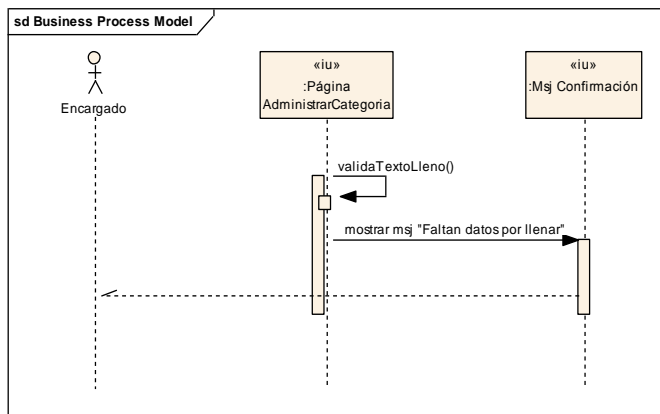 sd Business Process Model
Encargado
«iu»
:Página
AdministrarCategoria
«iu»
:Msj Confirmación
validaTextoLleno()
mostrar msj "Faltan datos por llenar"